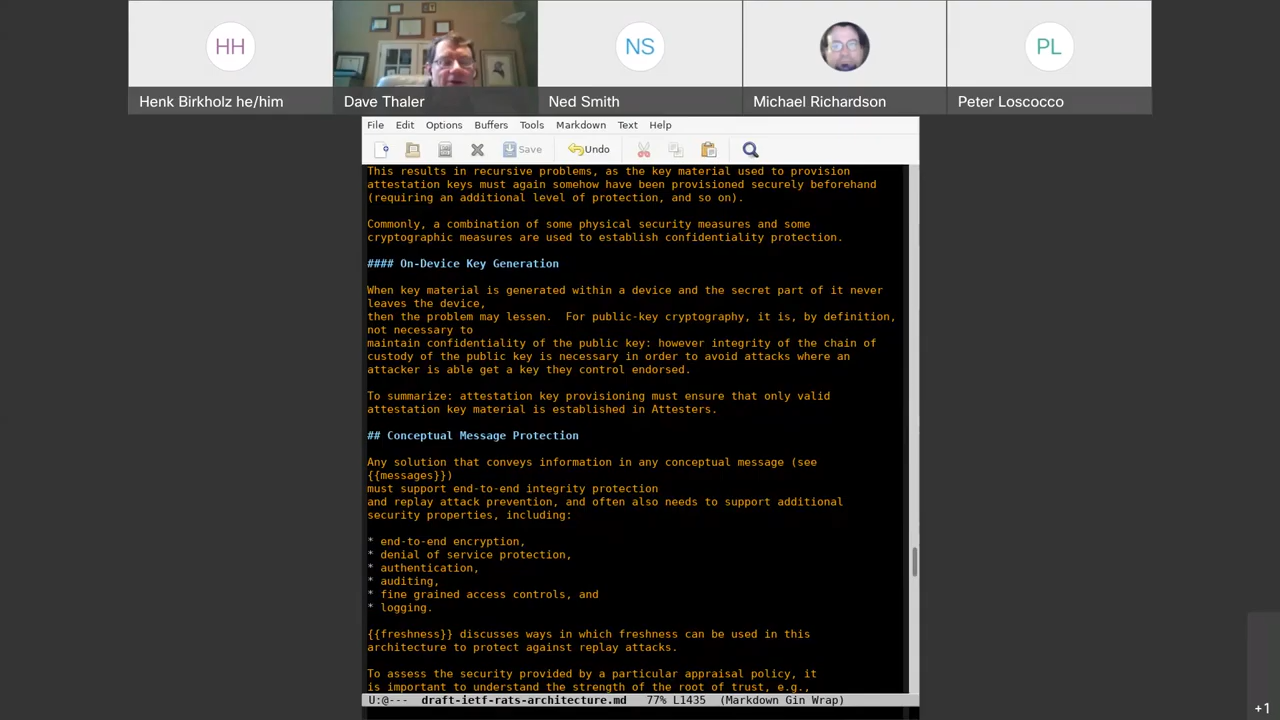 HH
NS
PL
Henk Birkholz he/him
Dave Thaler
Ned Smith
Michael Richardson
Peter Loscocco
File Edit Options Buffers Tools Markdown Text Help
Save Undo
This results in recursive problems, as the key material used to provision
attestation keys must again somehow have been provisioned securely beforehand
(requiring an additional level of protection, and so on).
Commonly, a combination of some physical security measures and some
cryptographic measures are used to establish confidentiality protection.
#### On-Device Key Generation
When key material is generated within a device and the secret part of it never
leaves the device,
then the problem may lessen.  For public-key cryptography, it is, by definition,
not necessary to
maintain confidentiality of the public key: however integrity of the chain of
custody of the public key is necessary in order to avoid attacks where an
attacker is able get a key they control endorsed.
To summarize: attestation key provisioning must ensure that only valid
attestation key material is established in Attesters.
## Conceptual Message Protection
Any solution that conveys information in any conceptual message (see
{{messages}})
must support end-to-end integrity protection
and replay attack prevention, and often also needs to support additional
security properties, including:
* end-to-end encryption,
* denial of service protection,
* authentication,
* auditing,
* fine grained access controls, and
* logging.
{{freshness}} discusses ways in which freshness can be used in this
architecture to protect against replay attacks.
To assess the security provided by a particular appraisal policy, it
is important to understand the strength of the root of trust, e.g.,
U:@---  draft-ietf-rats-architecture.md   77% L1435  (Markdown Gin Wrap)
+1